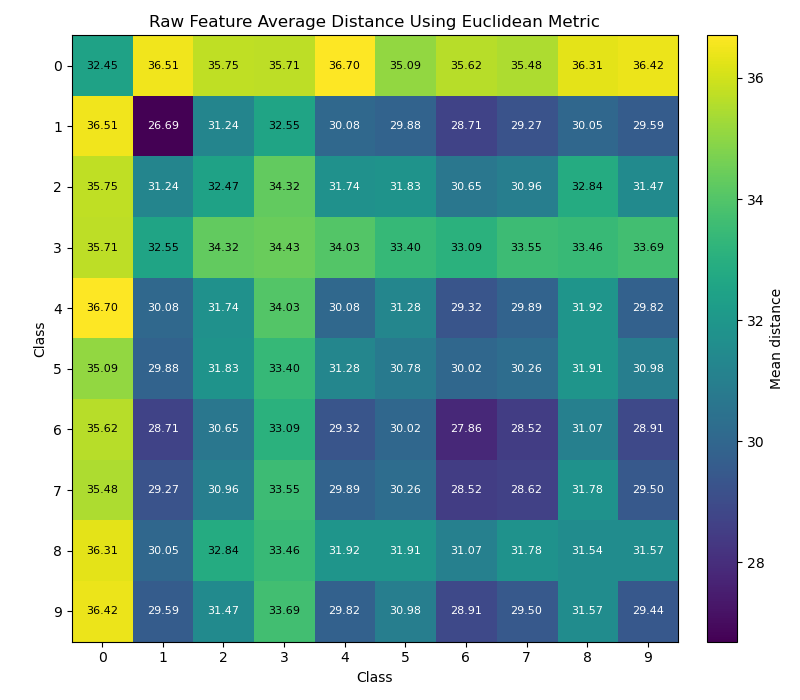 Raw Feature Average Distance Using Euclidean Metric
0 32.45 36.51 35.75 35.71 36.70 35.09 35.62 35.48 36.31 36.42
1 36.51 26.69 31.24 32.55 30.08 29.88 28.71 29.27 30.05 29.59
2 35.75 31.24 32.47 34.32 31.74 31.83 30.65 30.96 32.84 31.47
3 35.71 32.55 34.32 34.43 34.03 33.40 33.09 33.55 33.46 33.69
4 36.70 30.08 31.74 34.03 30.08 31.28 29.32 29.89 31.92 29.82
5 35.09 29.88 31.83 33.40 31.28 30.78 30.02 30.26 31.91 30.98
6 35.62 28.71 30.65 33.09 29.32 30.02 27.86 28.52 31.07 28.91
7 35.48 29.27 30.96 33.55 29.89 30.26 28.52 28.62 31.78 29.50
8 36.31 30.05 32.84 33.46 31.92 31.91 31.07 31.78 31.54 31.57
9 36.42 29.59 31.47 33.69 29.82 30.98 28.91 29.50 31.57 29.44
0 1 2 3 4 5 6 7 8 9
Class
Class
36
34
32
30
28
Mean distance